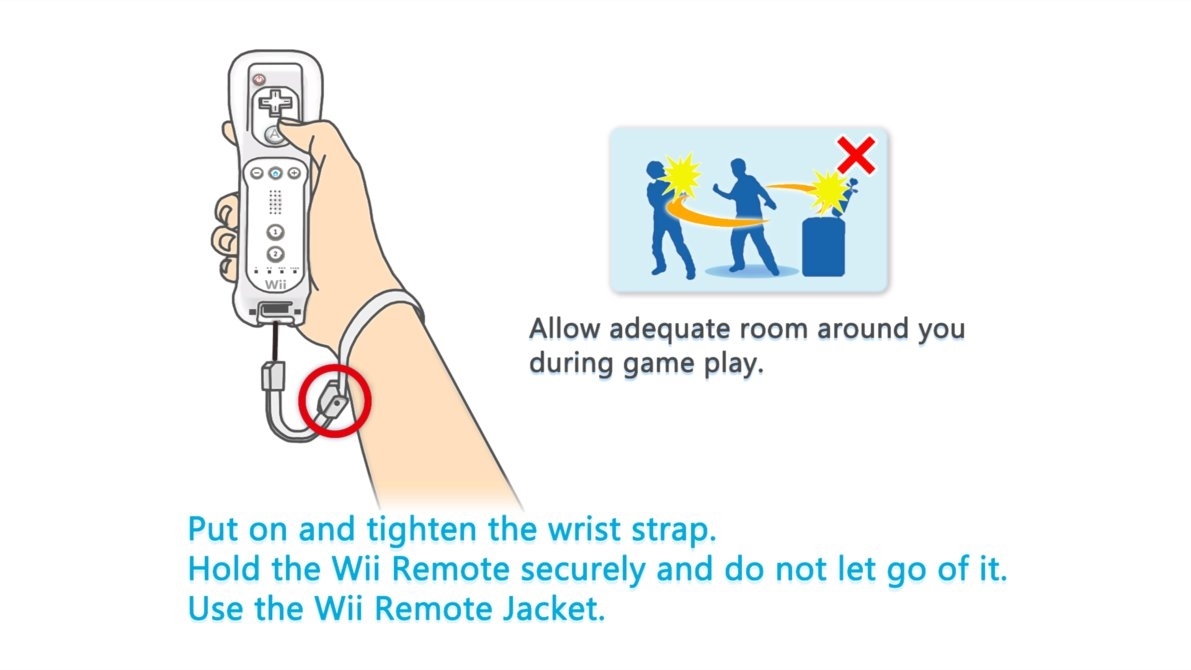 A
1
2
Wii
Allow adequate room around you
during game play.
Put on and tighten the wrist strap.
Hold the Wii Remote securely and do not let go of it.
Use the Wii Remote Jacket.